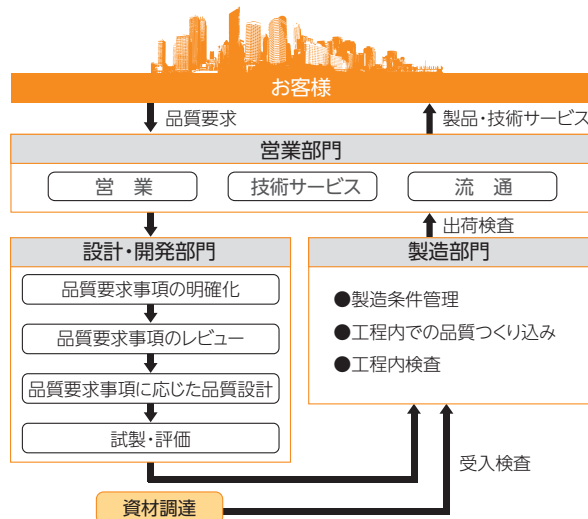 お客様
品質要求
製品・技術サービス
営業部門
営　業
技術サービス
流　通
出荷検査
設計・開発部門
品質要求事項の明確化
品質要求事項のレビュー
品質要求事項に応じた品質設計
試製・評価
製造部門
●製造条件管理
●工程内での品質つくり込み
●工程内検査
受入検査
資材調達